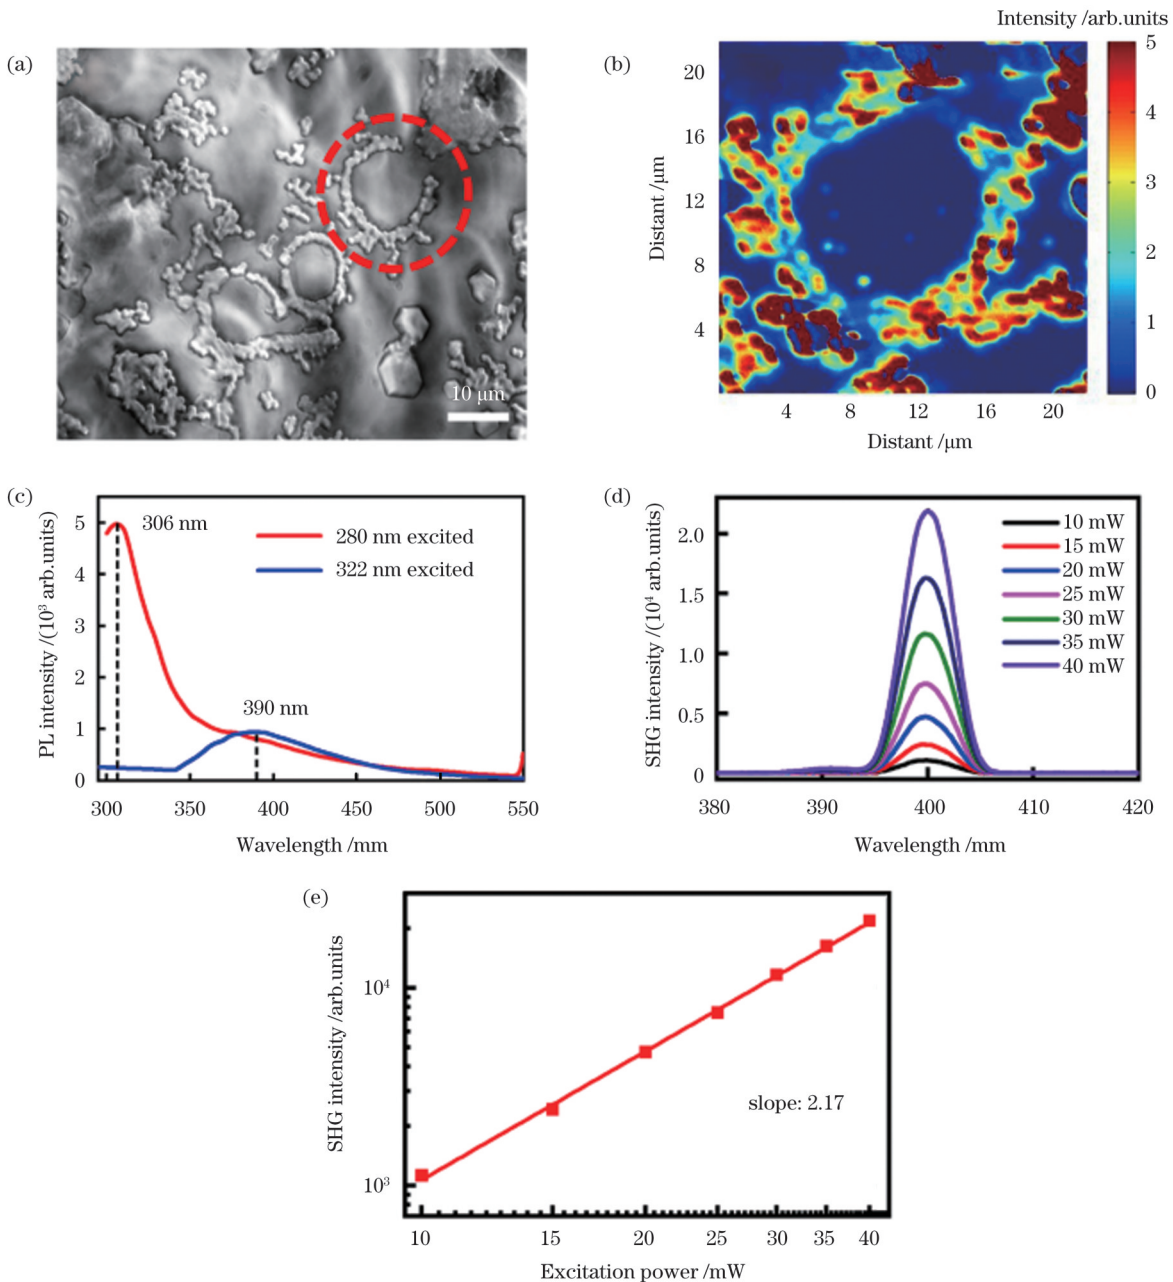 (a)
10 μm
(b)
Intensity /arb.units
Distant /μm
20
16
12
8
4
4 8 12 16 20
Distant /μm
5
4
3
2
1
0
(c)
PL intensity /(10³ arb.units)
5
4
3
2
1
0
306 nm
390 nm
280 nm excited
322 nm excited
300 350 400 450 500 550
Wavelength /mm
(d)
SHG intensity /(10⁴ arb.units)
2.0
1.5
1.0
0.5
0
10 mW
15 mW
20 mW
25 mW
30 mW
35 mW
40 mW
380 390 400 410 420
Wavelength /mm
(e)
SHG intensity /arb.units
10⁴
10³
slope: 2.17
10 15 20 25 30 35 40
Excitation power /mW